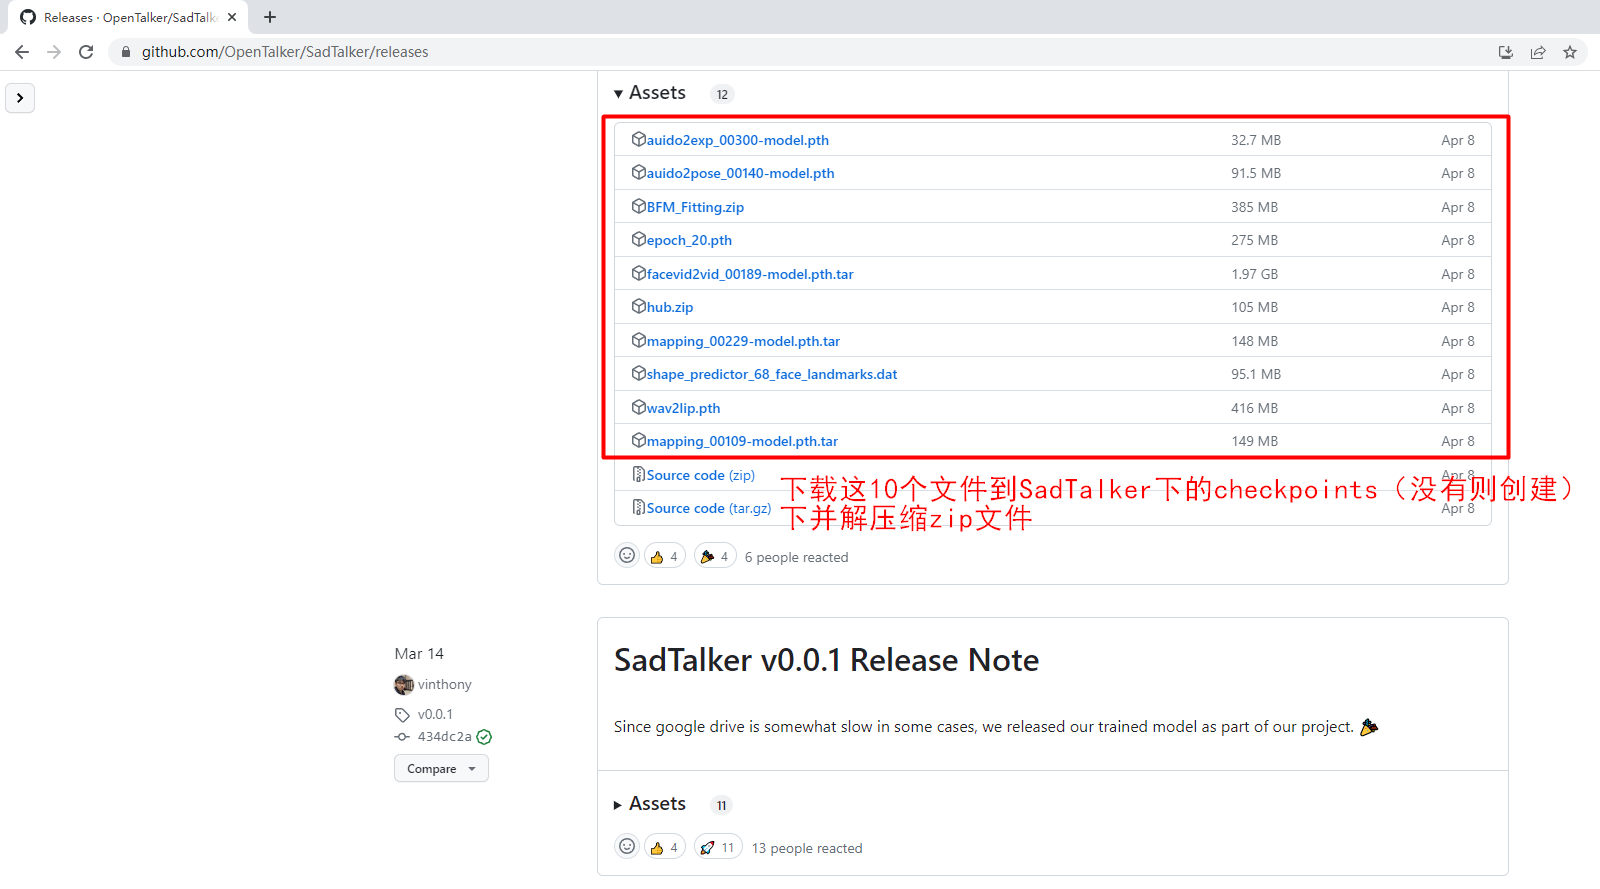 Releases · OpenTalker/SadTalke
github.com/OpenTalker/SadTalker/releases
Assets 12
auido2exp_00300-model.pth 32.7 MB Apr 8
auido2pose_00140-model.pth 91.5 MB Apr 8
BFM_Fitting.zip 385 MB Apr 8
epoch_20.pth 275 MB Apr 8
facevid2vid_00189-model.pth.tar 1.97 GB Apr 8
hub.zip 105 MB Apr 8
mapping_00229-model.pth.tar 148 MB Apr 8
shape_predictor_68_face_landmarks.dat 95.1 MB Apr 8
wav2lip.pth 416 MB Apr 8
mapping_00109-model.pth.tar 149 MB Apr 8
Source code (zip) Apr 8
下载这10个文件到SadTalker下的checkpoints（没有则创建）
Source code (tar.gz) Apr 8
下并解压缩zip文件
4 4 6 people reacted
Mar 14
vinthony
v0.0.1
434dc2a
Compare
SadTalker v0.0.1 Release Note
Since google drive is somewhat slow in some cases, we released our trained model as part of our project.
Assets 11
4 11 13 people reacted